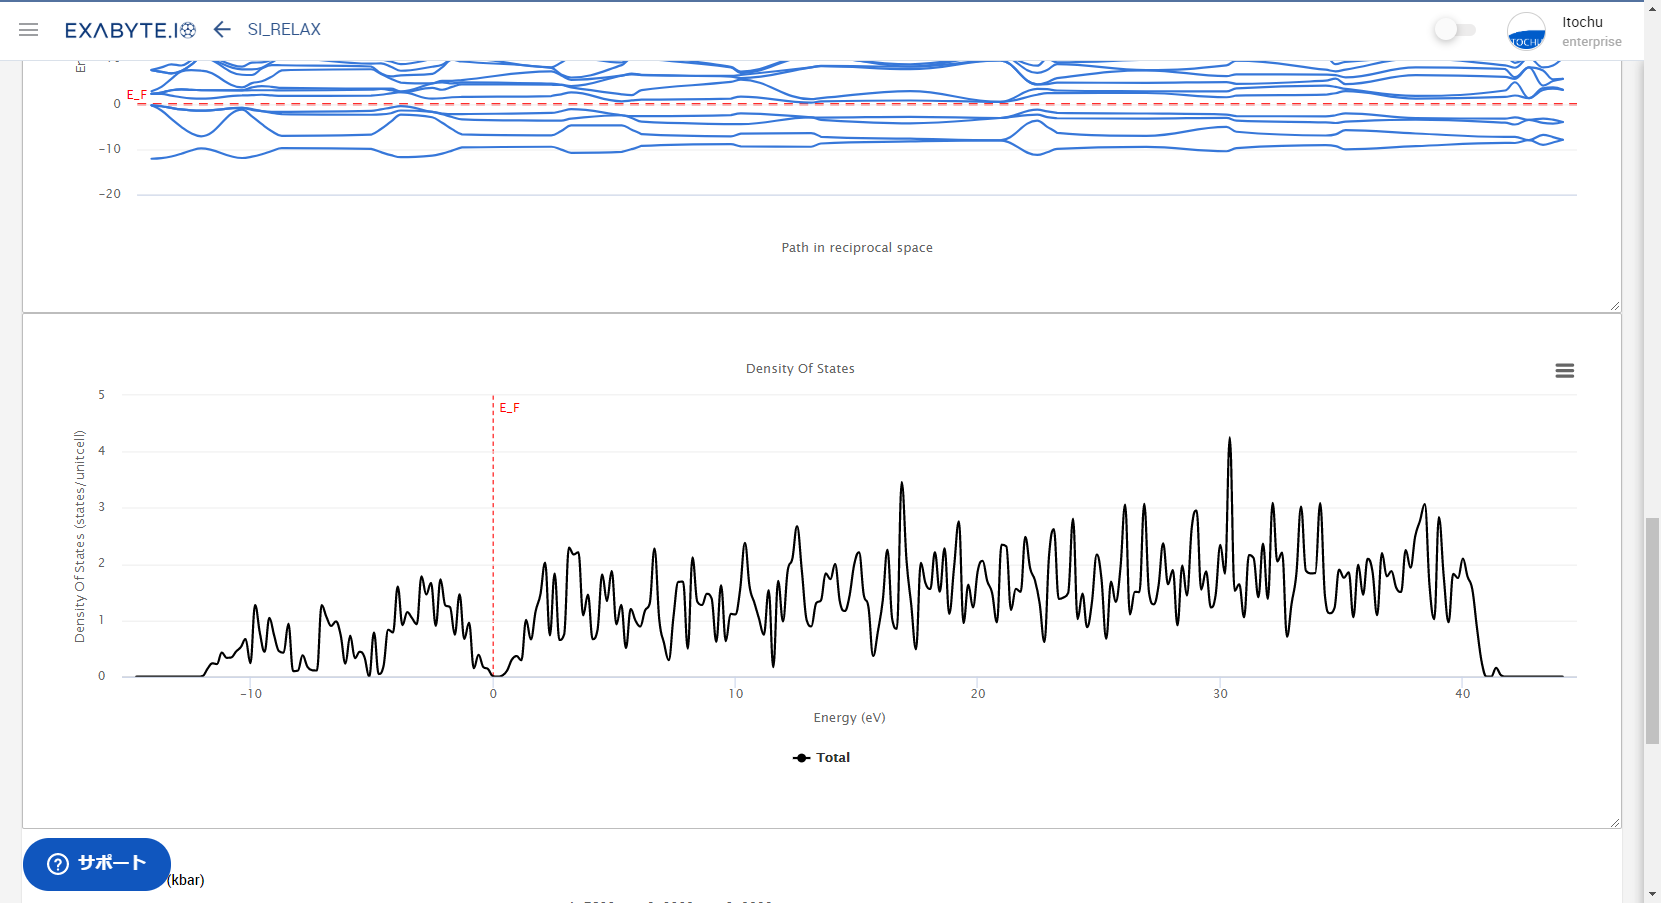 EXABYTE.IO
SI_RELAX
Itochu
enterprise
ITOCHU
E_F
0
−10
−20
Path in reciprocal space
Density Of States
Density Of States (states/unitcell)
5
4
3
2
1
0
E_F
−10
0
10
20
30
40
Energy (eV)
Total
サポート
(kbar)